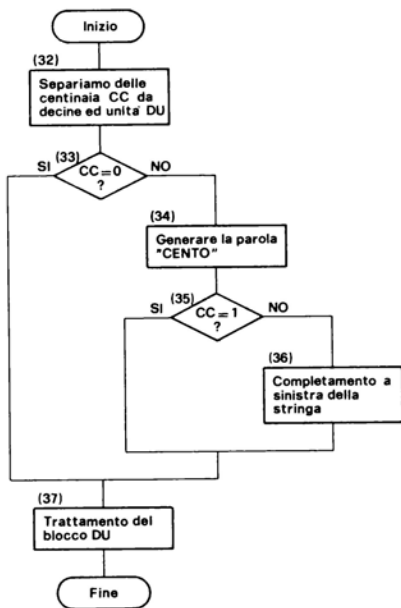 Inizio
(32)
Separiamo delle
centinaia CC da
decine ed unita' DU
(33)
SI
CC=0
?
NO
(34)
Generare la parola
"CENTO"
(35)
SI
CC=1
?
NO
(36)
Completamento a
sinistra della
stringa
(37)
Trattamento del
blocco DU
Fine